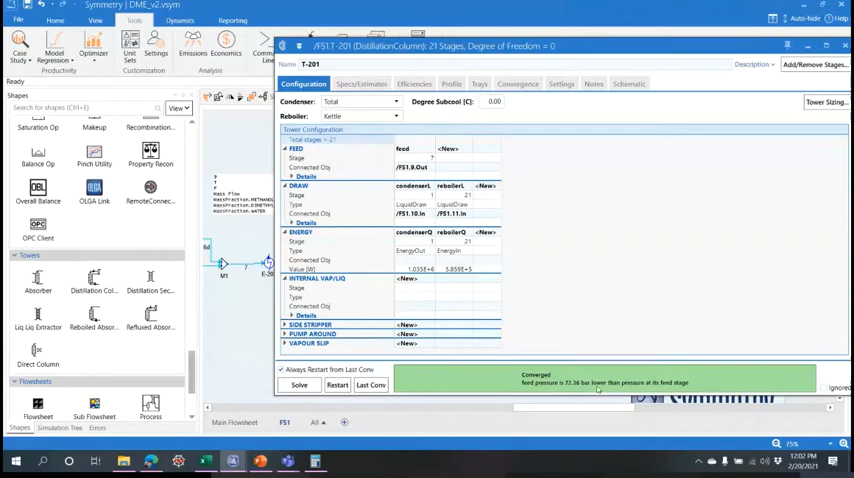 Symmetry | DME_v2.vsym
File
Home
View
Tools
Dynamics
Reporting
Auto-hide
Help
Case
Study
Model
Regression
Optimizer
Productivity
Unit
Sets
Settings
Customization
Emissions
Economics
Analysis
Comm
Line
Ready
Shapes
Search for shapes (Ctrl+E)
View
Saturation Op
Makeup
Recombination...
Balance Op
Pinch Utility
Property Recon
Overall Balance
OLGA Link
RemoteConnec...
OPC Client
Towers
Absorber
Distillation Col...
Distillation Sec...
Liq Liq Extractor
Reboiled Absor...
Refluxed Absor...
Direct Column
Flowsheets
Flowsheet
Sub Flowsheet
Flowsheets
Shapes
Simulation Tree
Errors
T
P
Mass Flow
MassFraction.METHANOL
MassFraction.DIMETHYL
MassFraction.WATER
6d
M1
7
E-20
/FS1.T-201 (DistillationColumn): 21 Stages, Degree of Freedom = 0
Name T-201
Description
Add/Remove Stages...
Configuration
Specs/Estimates
Efficiencies
Profile
Trays
Convergence
Settings
Notes
Schematic
Condenser: Total
Degree Subcool [C]: 0.00
Reboiler: Kettle
Tower Sizing...
Tower Configuration
Total stages = 21
FEED feed <New>
Stage 7
Connected Obj /FS1.9.Out
Details
DRAW condenserL reboilerL <New>
Stage 1 21
Type LiquidDraw LiquidDraw
Connected Obj /FS1.10.In /FS1.11.In
Details
ENERGY condenserQ reboilerQ <New>
Stage 1 21
Type EnergyOut EnergyIn
Connected Obj
Value [W] 1.035E+6 5.859E+5
INTERNAL VAP/LIQ <New>
Stage
Type
Connected Obj
Details
SIDE STRIPPER <New>
PUMP AROUND <New>
VAPOUR SLIP <New>
Always Restart from Last Conv
Solve
Restart
Last Conv
Converged
feed pressure is 72.36 bar lower than pressure at its feed stage
Ignored
Main Flowsheet
FS1
All
75%
12:02 PM
2/20/2021